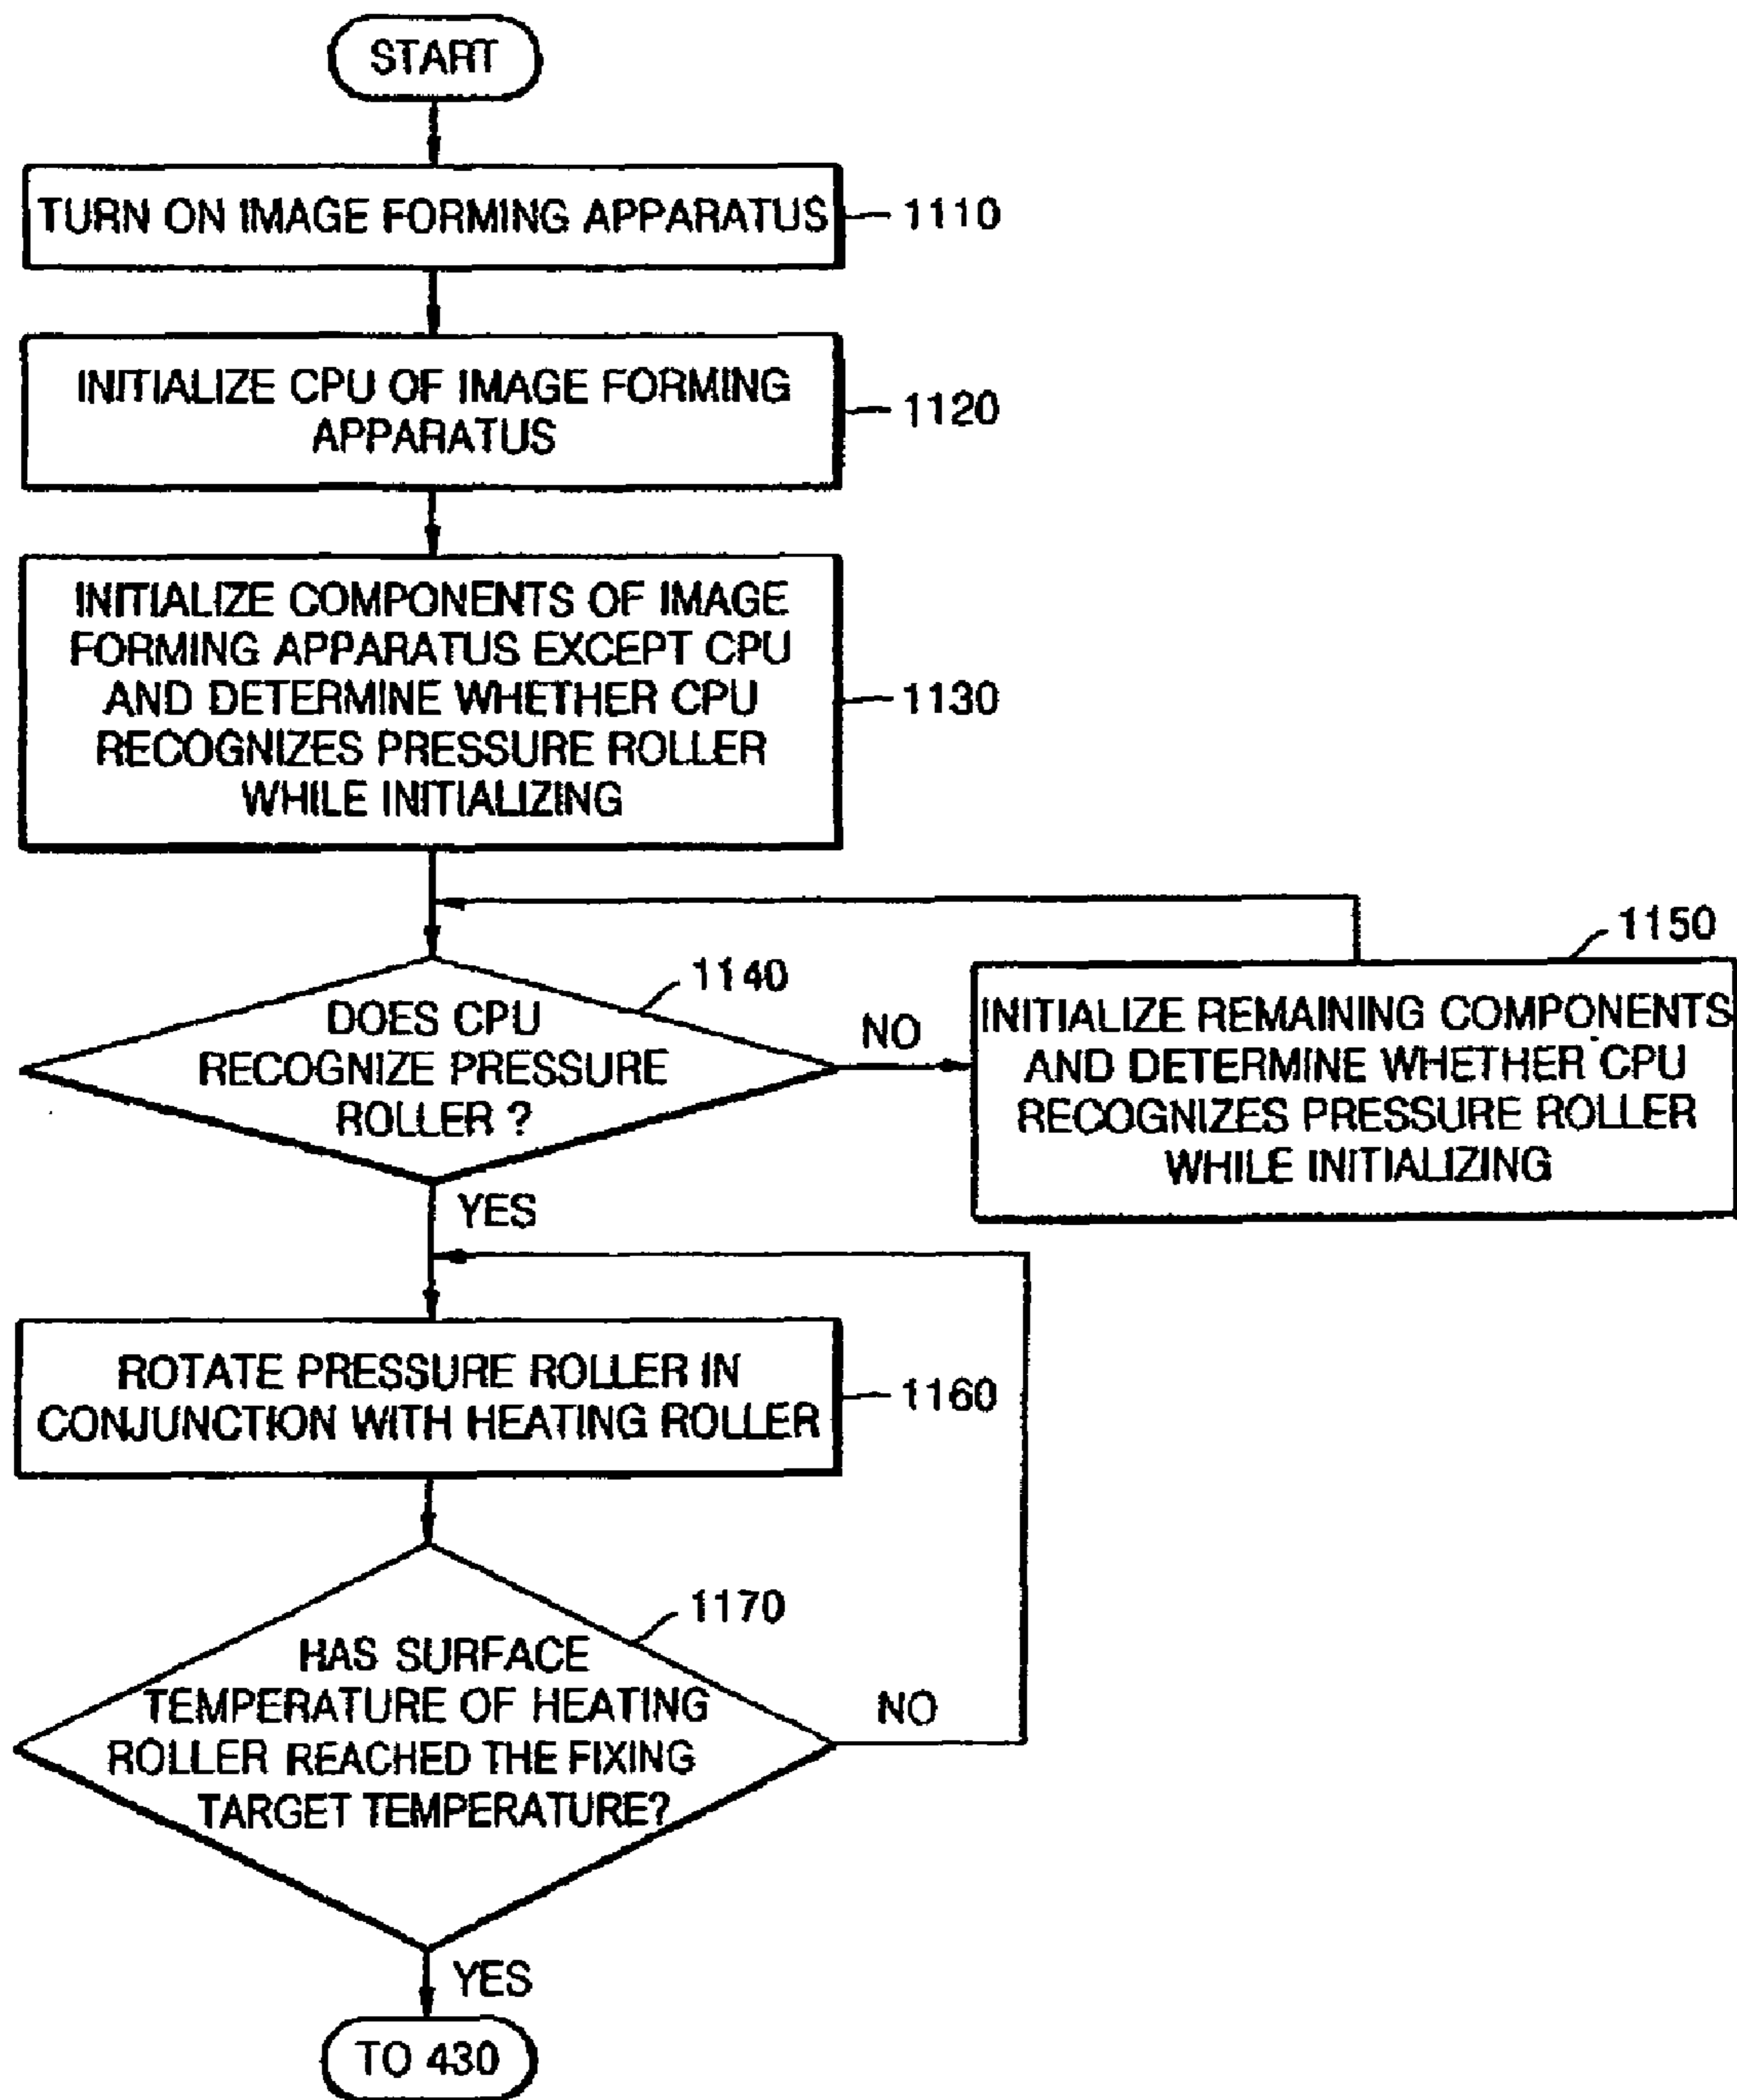 START
TURN ON IMAGE FORMING APPARATUS
1110
INITIALIZE CPU OF IMAGE FORMING
APPARATUS
1120
INITIALIZE COMPONENTS OF IMAGE
FORMING APPARATUS EXCEPT CPU
AND DETERMINE WHETHER CPU
RECOGNIZES PRESSURE ROLLER
WHILE INITIALIZING
1130
1140
DOES CPU
RECOGNIZE PRESSURE
ROLLER ?
NO
1150
INITIALIZE REMAINING COMPONENTS
AND DETERMINE WHETHER CPU
RECOGNIZES PRESSURE ROLLER
WHILE INITIALIZING
YES
ROTATE PRESSURE ROLLER IN
CONJUNCTION WITH HEATING ROLLER
1160
1170
HAS SURFACE
TEMPERATURE OF HEATING
ROLLER REACHED THE FIXING
TARGET TEMPERATURE?
NO
YES
TO 430